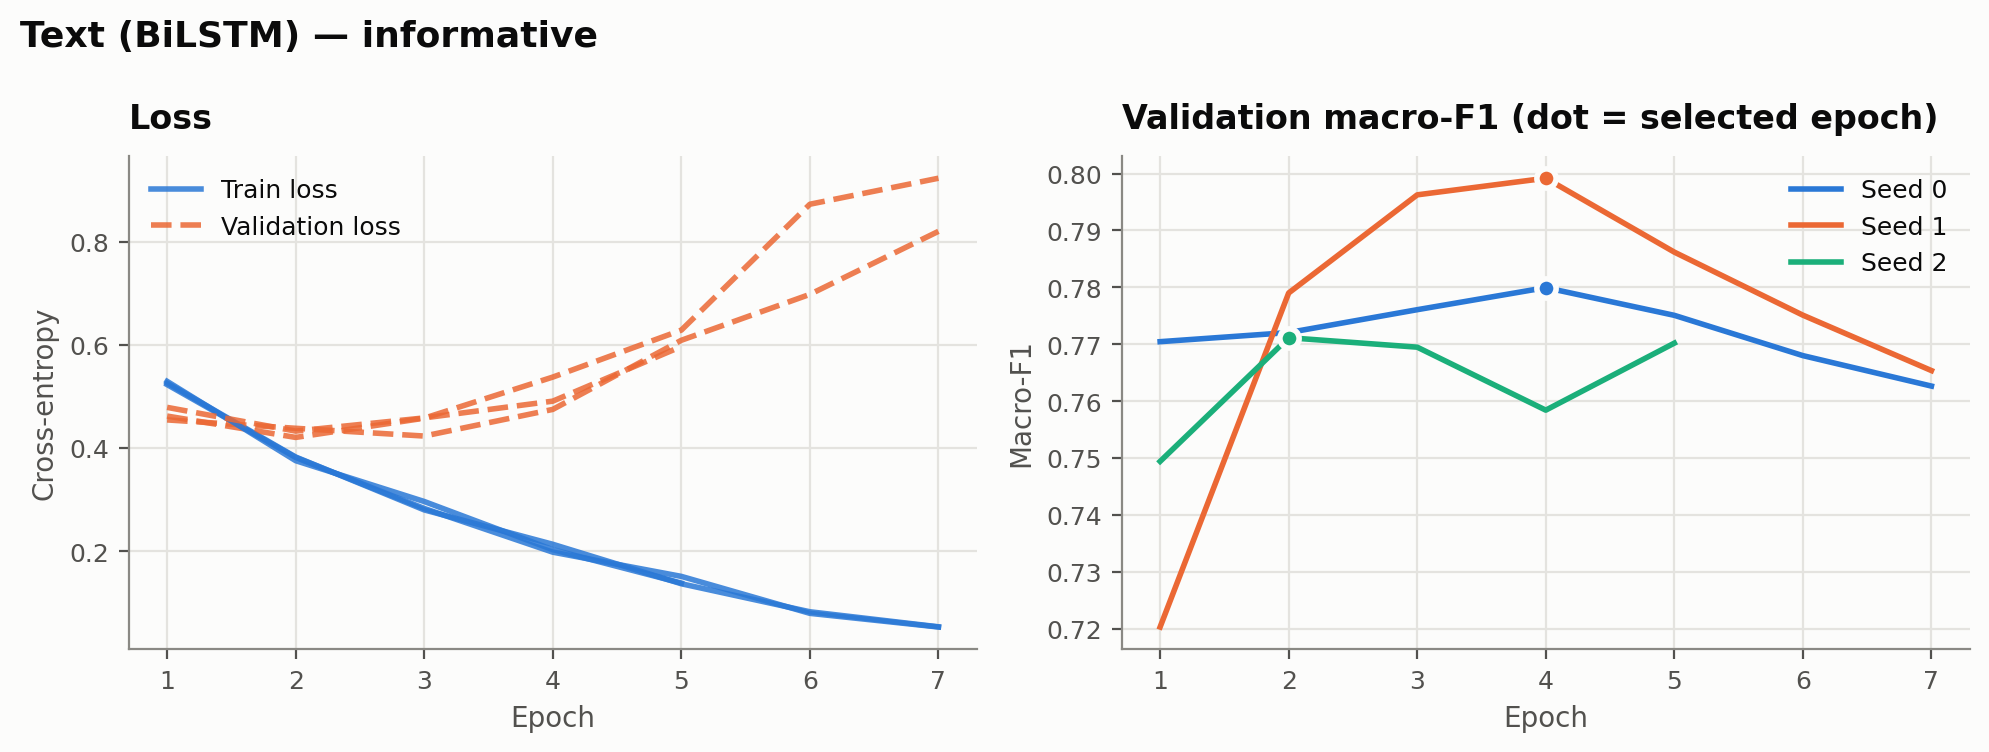 Text (BiLSTM) — informative
Loss
Train loss
Validation loss
Cross-entropy
0.8
0.6
0.4
0.2
1 2 3 4 5 6 7
Epoch
Validation macro-F1 (dot = selected epoch)
Seed 0
Seed 1
Seed 2
Macro-F1
0.80
0.79
0.78
0.77
0.76
0.75
0.74
0.73
0.72
1 2 3 4 5 6 7
Epoch